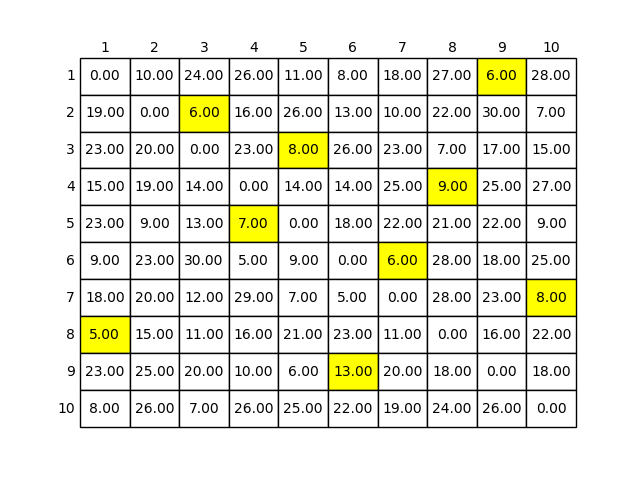 1 2 3 4 5 6 7 8 9 10
1 0.00 10.00 24.00 26.00 11.00 8.00 18.00 27.00 6.00 28.00
2 19.00 0.00 6.00 16.00 26.00 13.00 10.00 22.00 30.00 7.00
3 23.00 20.00 0.00 23.00 8.00 26.00 23.00 7.00 17.00 15.00
4 15.00 19.00 14.00 0.00 14.00 14.00 25.00 9.00 25.00 27.00
5 23.00 9.00 13.00 7.00 0.00 18.00 22.00 21.00 22.00 9.00
6 9.00 23.00 30.00 5.00 9.00 0.00 6.00 28.00 18.00 25.00
7 18.00 20.00 12.00 29.00 7.00 5.00 0.00 28.00 23.00 8.00
8 5.00 15.00 11.00 16.00 21.00 23.00 11.00 0.00 16.00 22.00
9 23.00 25.00 20.00 10.00 6.00 13.00 20.00 18.00 0.00 18.00
10 8.00 26.00 7.00 26.00 25.00 22.00 19.00 24.00 26.00 0.00